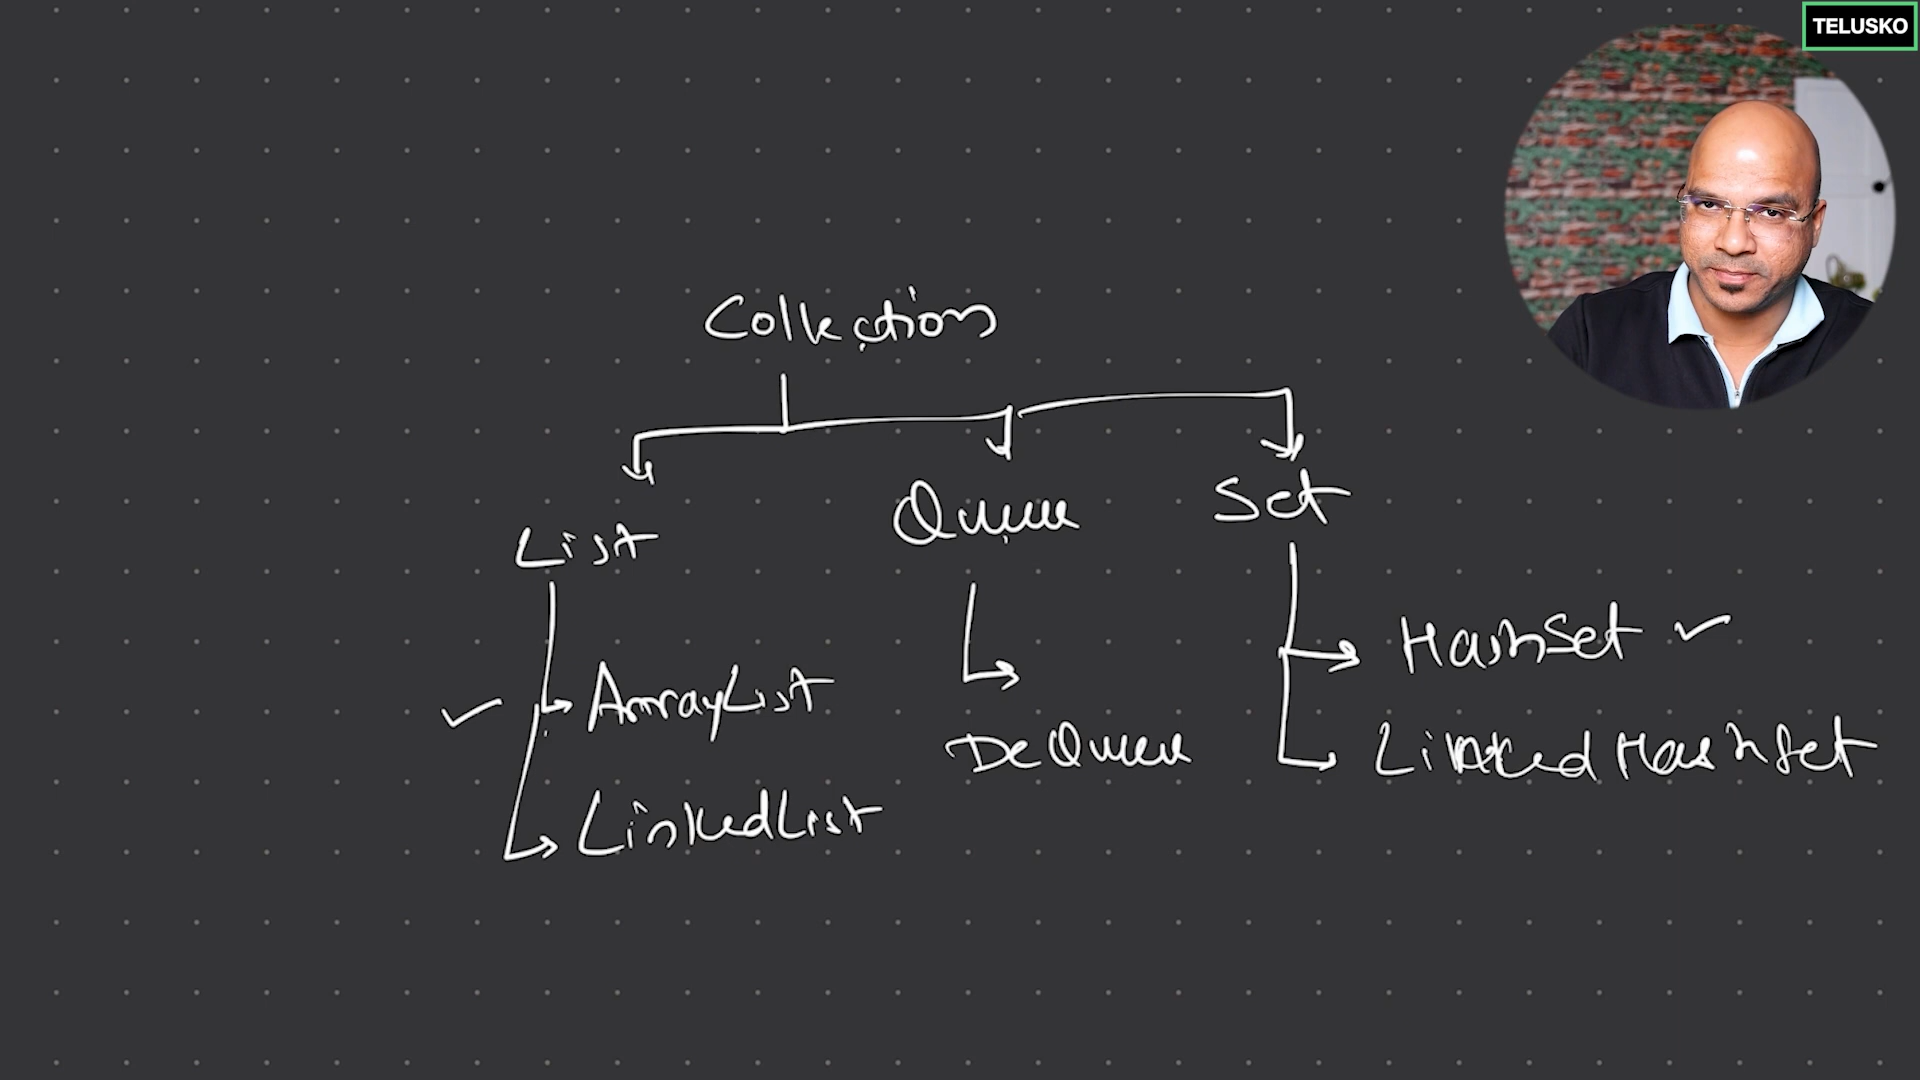 TELUSKO
Collection
List
Queue
Set
ArrayList
LinkedList
DeQueue
HashSet
LinkedHashSet